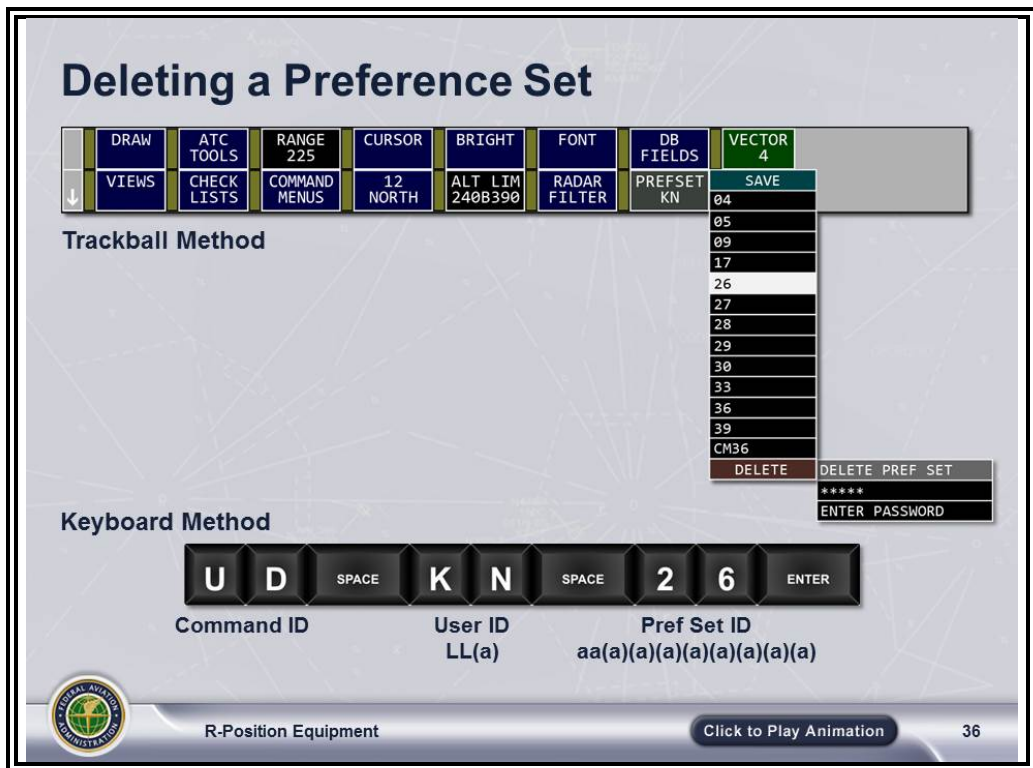 Deleting a Preference Set
DRAW
ATC
TOOLS
RANGE
225
CURSOR
BRIGHT
FONT
DB
FIELDS
VECTOR
4
↓
VIEWS
CHECK
LISTS
COMMAND
MENUS
12
NORTH
ALT LIM
240B390
RADAR
FILTER
PREFSET
KN
SAVE
04
05
09
17
26
27
28
29
30
33
36
39
CM36
DELETE
DELETE PREF SET
*****
ENTER PASSWORD
Trackball Method
Keyboard Method
U D SPACE K N SPACE 2 6 ENTER
Command ID
User ID
LL(a)
Pref Set ID
aa(a)(a)(a)(a)(a)(a)(a)(a)
FEDERAL AVIATION
ADMINISTRATION
R-Position Equipment
Click to Play Animation
36